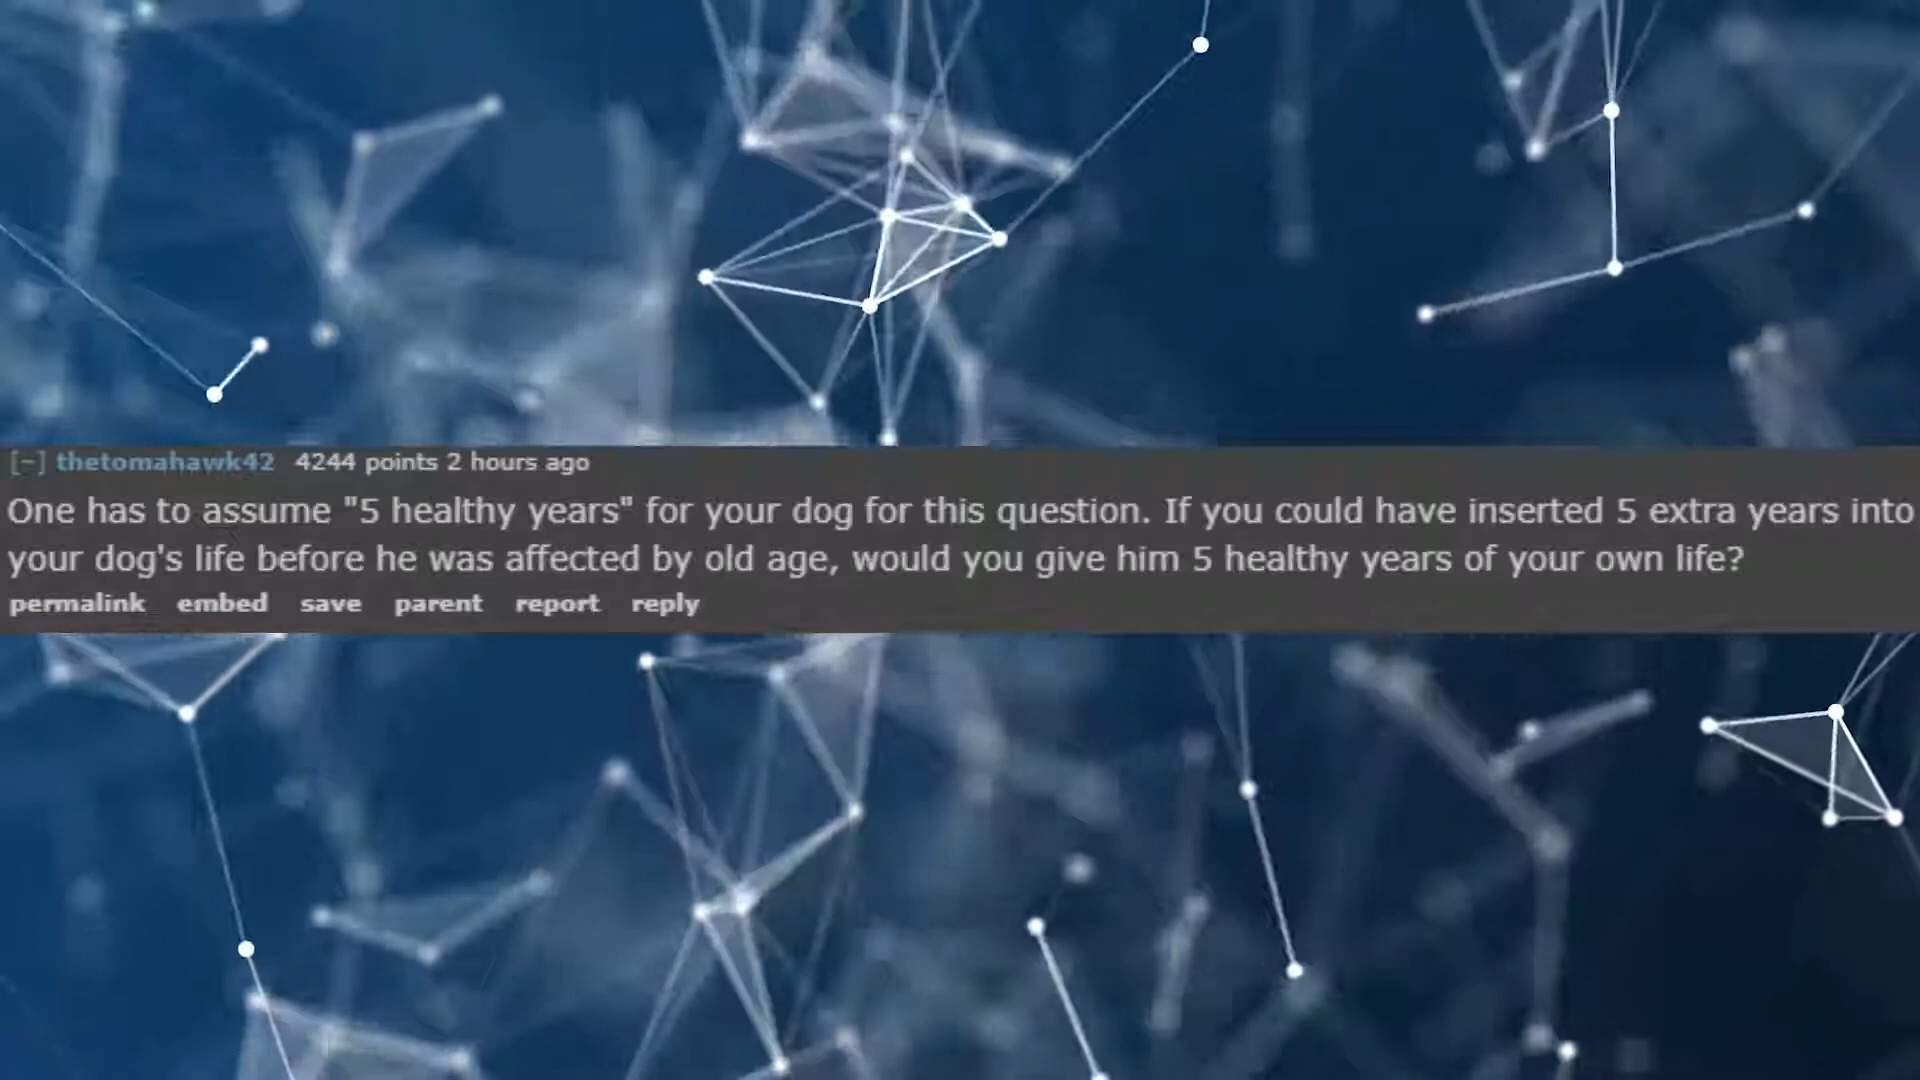 [−] thetomahawk42 4244 points 2 hours ago
One has to assume "5 healthy years" for your dog for this question. If you could have inserted 5 extra years into
your dog's life before he was affected by old age, would you give him 5 healthy years of your own life?
permalink embed save parent report reply